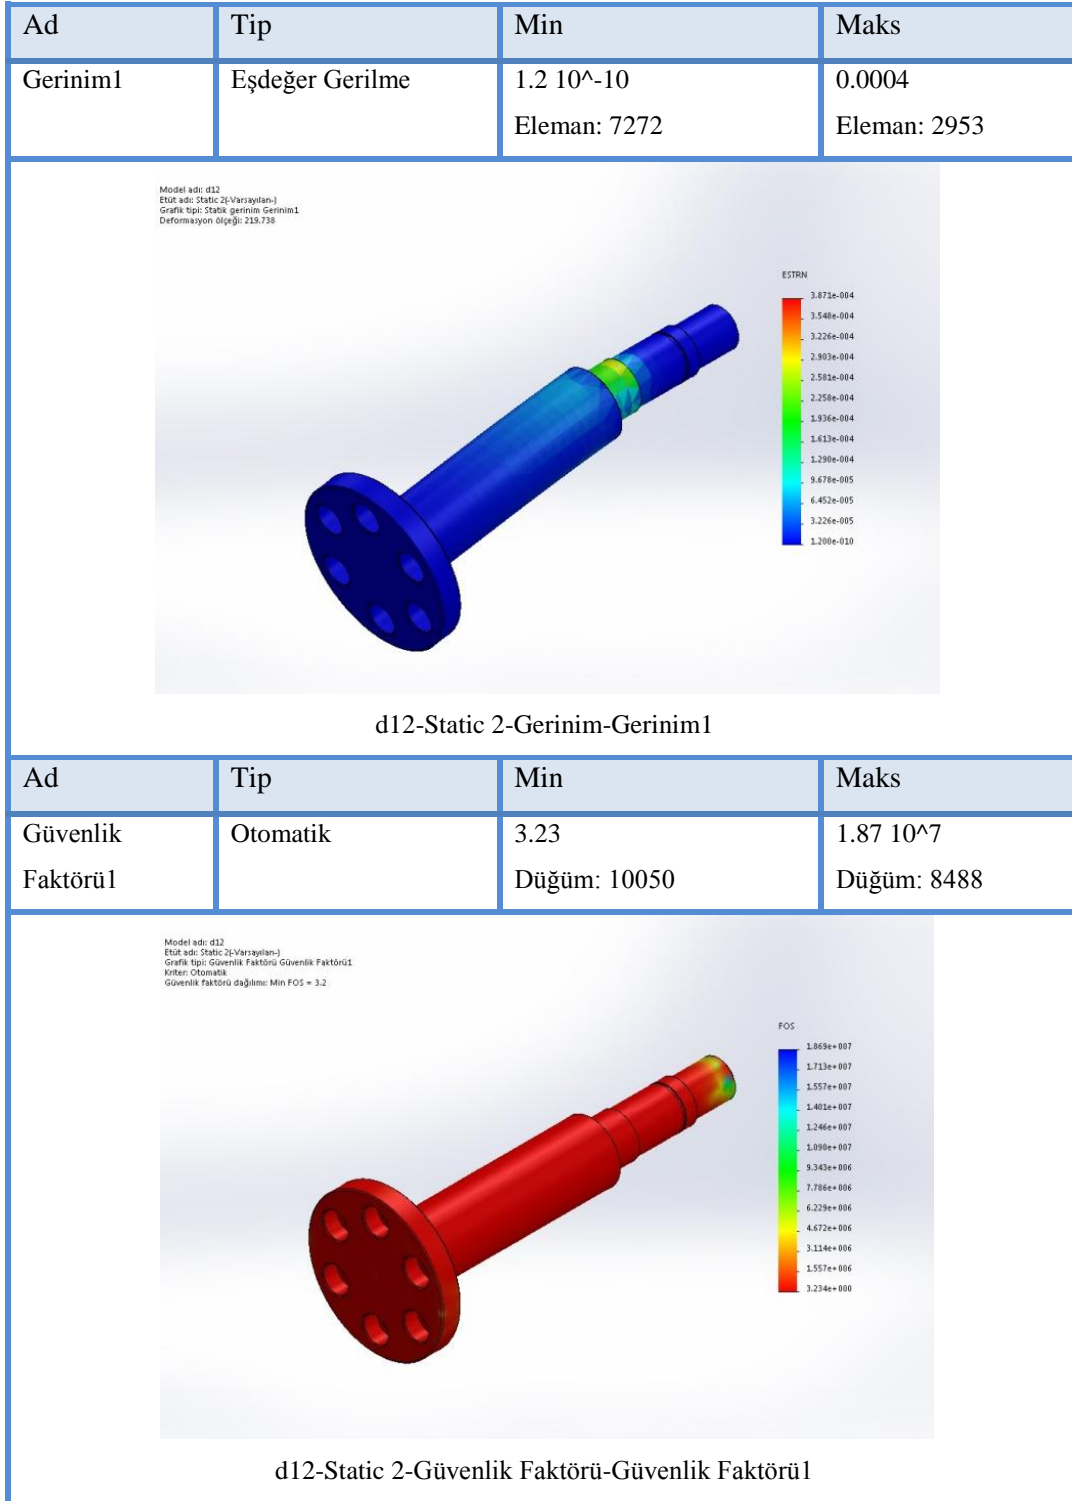 Ad Tip Min Maks
Gerinim1 Eşdeğer Gerilme 1.2 10^-10 0.0004
Eleman: 7272 Eleman: 2953
Model adı: d12
Etüt adı: Static 2(-Varsayılan-)
Grafik tipi: Statik gerinim Gerinim1
Deformasyon ölçeği: 219.738
ESTRN
3.871e-004
3.548e-004
3.226e-004
2.903e-004
2.581e-004
2.258e-004
1.936e-004
1.613e-004
1.290e-004
9.678e-005
6.452e-005
3.226e-005
1.200e-010
d12-Static 2-Gerinim-Gerinim1
Ad Tip Min Maks
Güvenlik Otomatik 3.23 1.87 10^7
Faktörü1 Düğüm: 10050 Düğüm: 8488
Model adı: d12
Etüt adı: Static 2(-Varsayılan-)
Grafik tipi: Güvenlik Faktörü Güvenlik Faktörü1
Kriter: Otomatik
Güvenlik faktörü dağılımı: Min FOS = 3.2
FOS
1.869e+007
1.713e+007
1.557e+007
1.401e+007
1.246e+007
1.090e+007
9.343e+006
7.786e+006
6.229e+006
4.672e+006
3.114e+006
1.557e+006
3.234e+000
d12-Static 2-Güvenlik Faktörü-Güvenlik Faktörü1